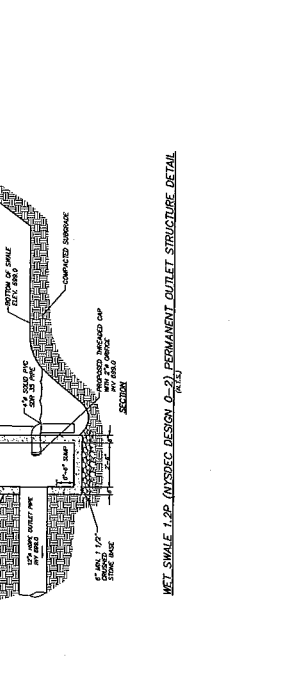 BOTTOM OF SWALE
ELEV. 699.0
COMPACTED SUBGRADE
4"ø SOLID PVC
SDR 35 PIPE
PROPOSED THREADED CAP
WITH 2"ø ORIFICE
INV 699.0
SECTION
12"ø HDPE OUTLET PIPE
INV 699.0
0'-6" SUMP
6" MIN. 1 1/2"
CRUSHED
STONE BASE
WET SWALE 1.2P (NYSDEC DESIGN O-2) PERMANENT OUTLET STRUCTURE DETAIL
(N.T.S.)